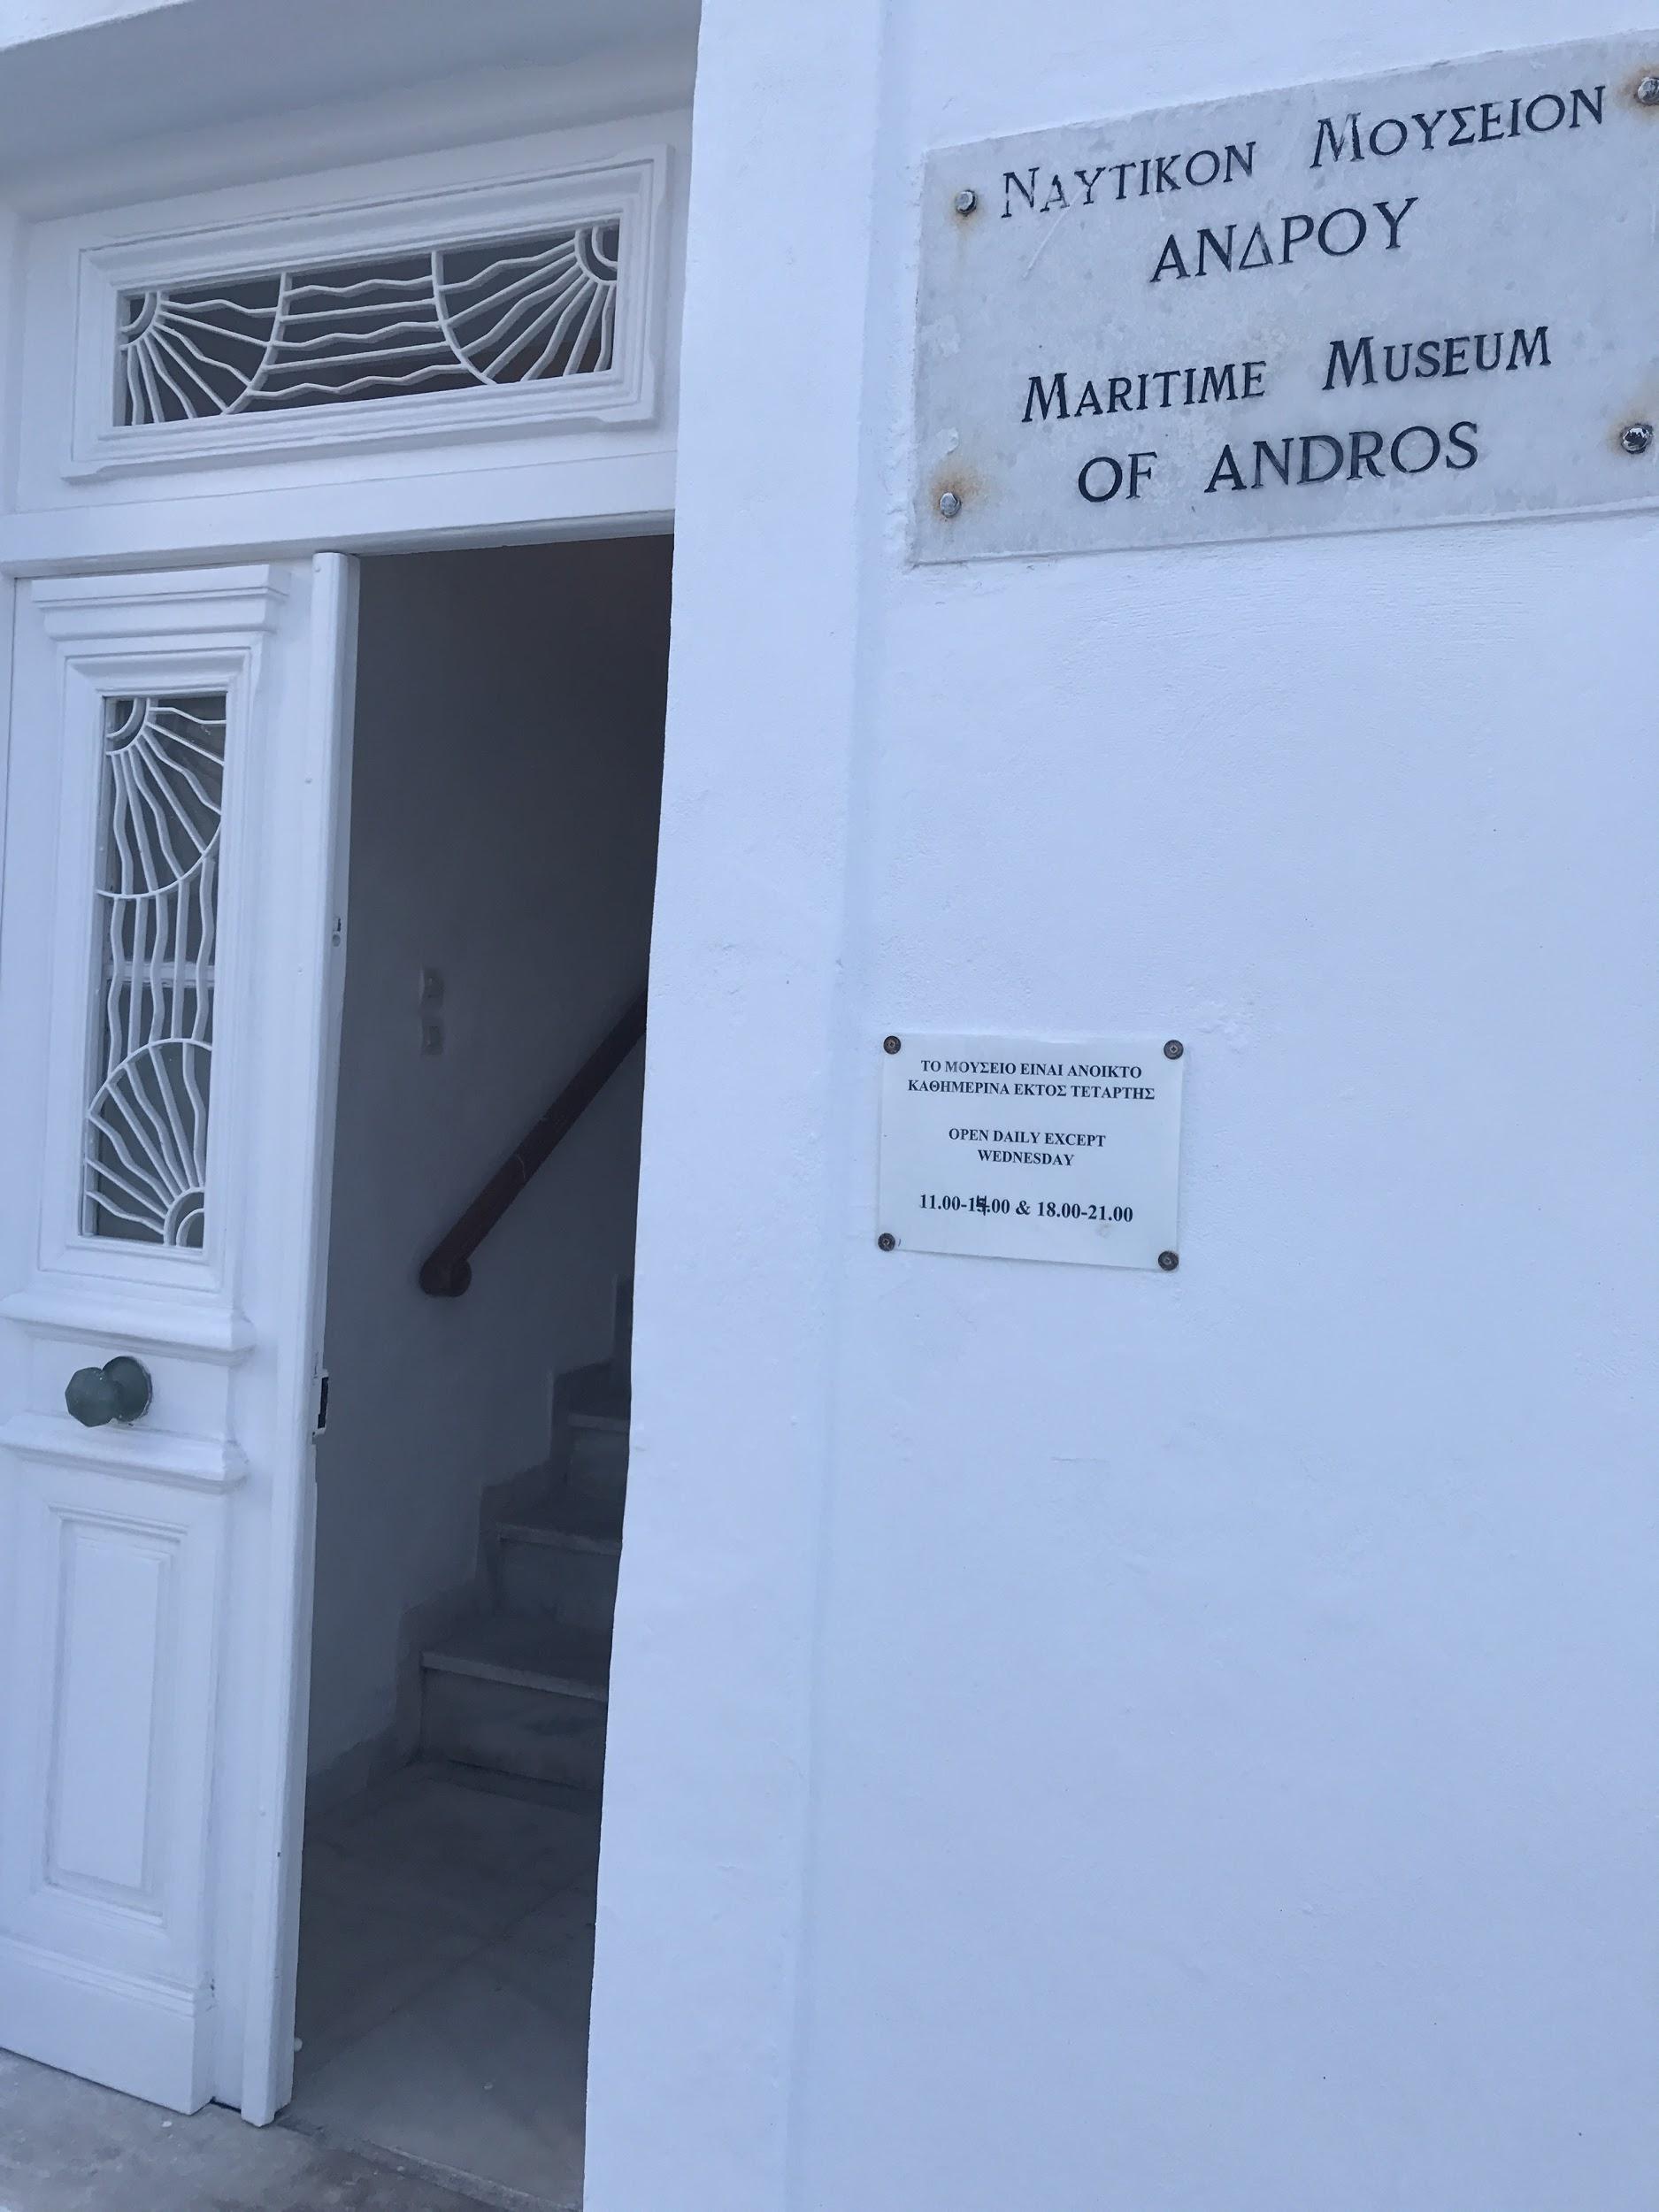 ΝΑΥΤΙΚΟΝ ΜΟΥΣΕΙΟΝ
ΑΝΔΡΟΥ
MARITIME MUSEUM
OF ANDROS
ΤΟ ΜΟΥΣΕΙΟ ΕΙΝΑΙ ΑΝΟΙΚΤΟ
ΚΑΘΗΜΕΡΙΝΑ ΕΚΤΟΣ ΤΕΤΑΡΤΗΣ
OPEN DAILY EXCEPT
WEDNESDAY
& 18.00-21.00